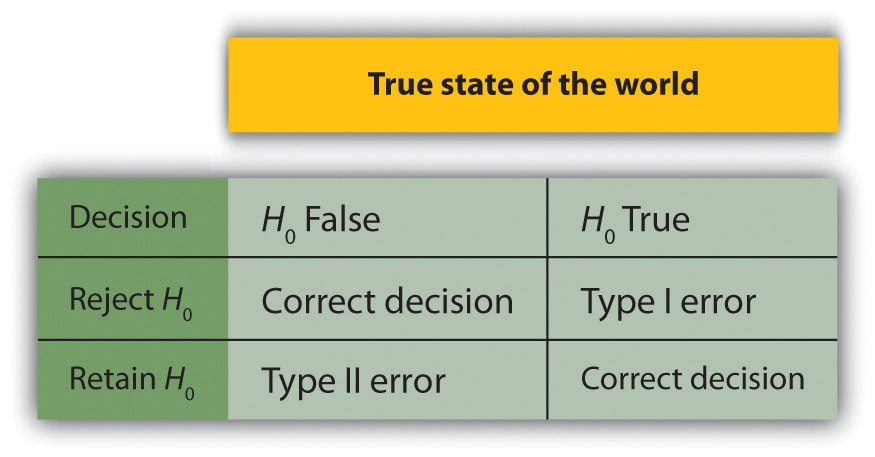 True state of the world
Decision H₀ False H₀ True
Reject H₀ Correct decision Type I error
Retain H₀ Type II error Correct decision